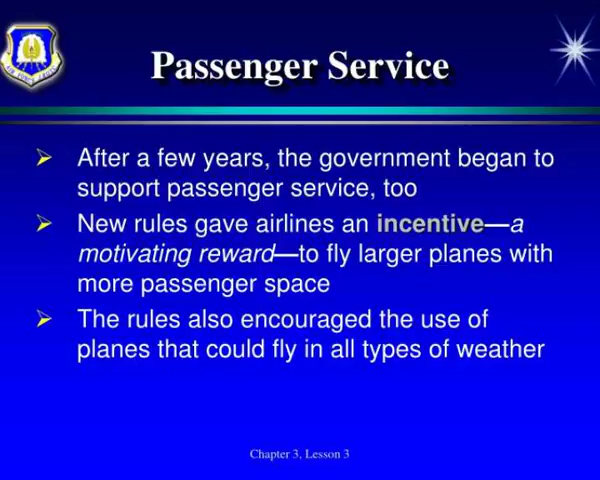 Passenger Service
After a few years, the government began to
support passenger service, too
New rules gave airlines an incentive—a
motivating reward—to fly larger planes with
more passenger space
The rules also encouraged the use of
planes that could fly in all types of weather
Chapter 3, Lesson 3